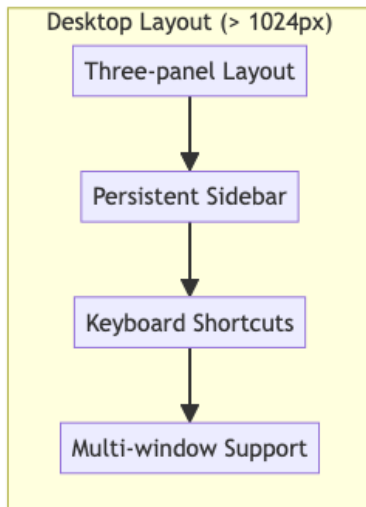 Desktop Layout (> 1024px)
Three-panel Layout
Persistent Sidebar
Keyboard Shortcuts
Multi-window Support